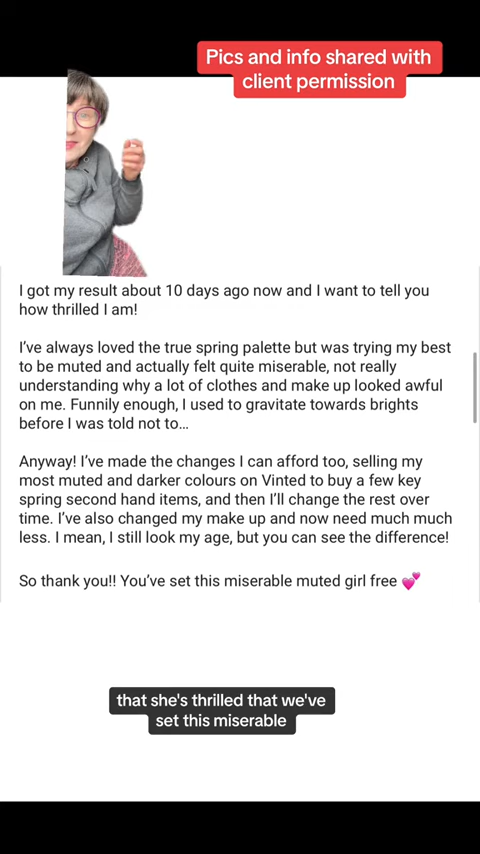 Pics and info shared with
client permission
I got my result about 10 days ago now and I want to tell you
how thrilled I am!
I've always loved the true spring palette but was trying my best
to be muted and actually felt quite miserable, not really
understanding why a lot of clothes and make up looked awful
on me. Funnily enough, I used to gravitate towards brights
before I was told not to...
Anyway! I've made the changes I can afford too, selling my
most muted and darker colours on Vinted to buy a few key
spring second hand items, and then I'll change the rest over
time. I've also changed my make up and now need much much
less. I mean, I still look my age, but you can see the difference!
So thank you!! You've set this miserable muted girl free 💕
that she's thrilled that we've
set this miserable